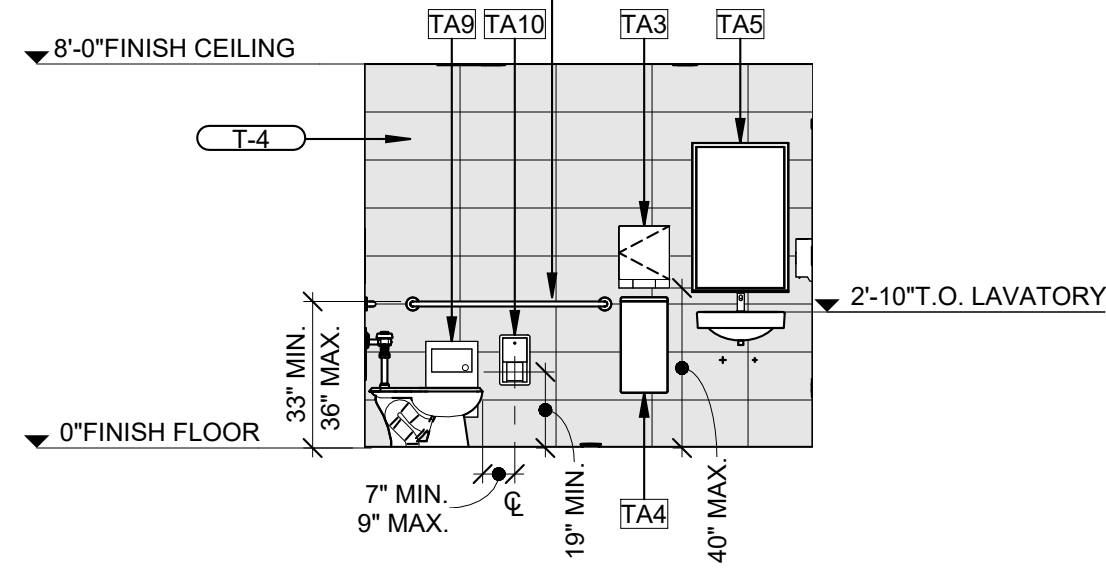 TA9
TA10
TA3
TA5
8'-0"FINISH CEILING
T-4
2'-10"T.O. LAVATORY
33" MIN.
36" MAX.
0"FINISH FLOOR
7" MIN.
9" MAX.
℄
19" MIN.
TA4
40" MAX.